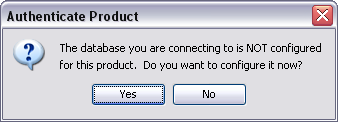 Authenticate Product
The database you are connecting to is NOT configured
for this product.  Do you want to configure it now?
Yes
No